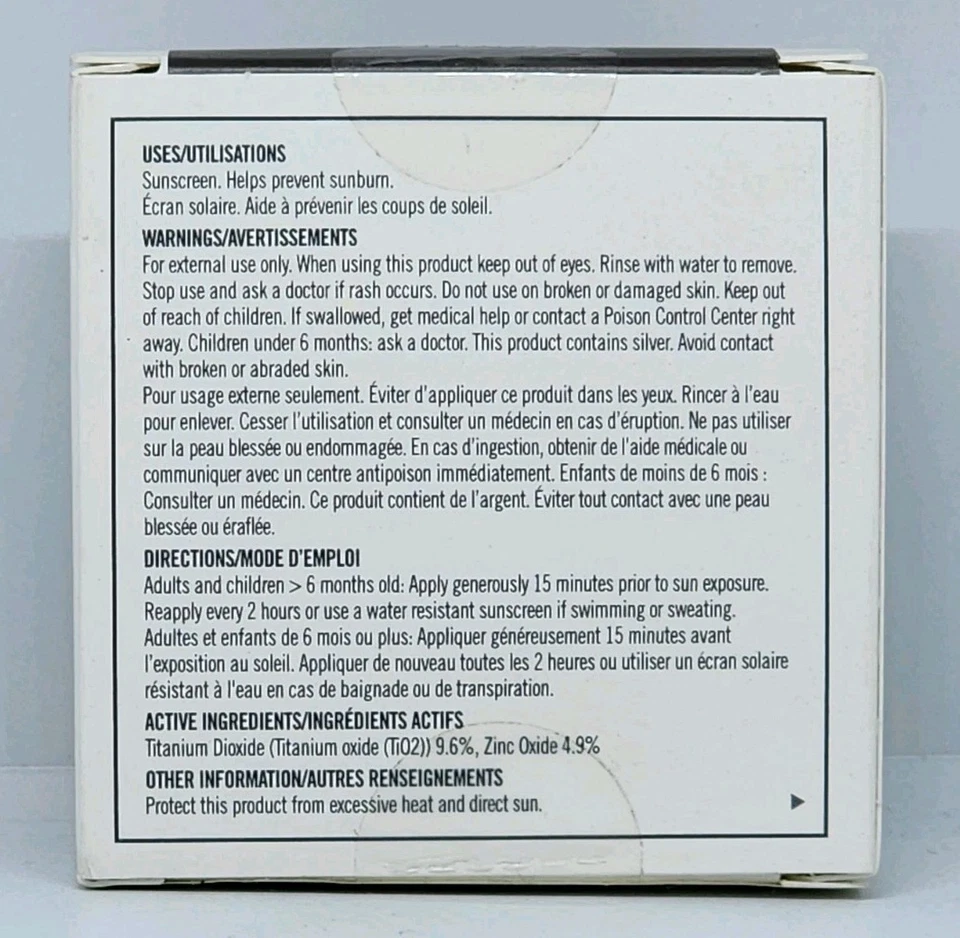 USES/UTILISATIONS
Sunscreen. Helps prevent sunburn.
Écran solaire. Aide à prévenir les coups de soleil.
WARNINGS/AVERTISSEMENTS
For external use only. When using this product keep out of eyes. Rinse with water to remove.
Stop use and ask a doctor if rash occurs. Do not use on broken or damaged skin. Keep out
of reach of children. If swallowed, get medical help or contact a Poison Control Center right
away. Children under 6 months: ask a doctor. This product contains silver. Avoid contact
with broken or abraded skin.
Pour usage externe seulement. Éviter d'appliquer ce produit dans les yeux. Rincer à l'eau
pour enlever. Cesser l'utilisation et consulter un médecin en cas d'éruption. Ne pas utiliser
sur la peau blessée ou endommagée. En cas d'ingestion, obtenir de l'aide médicale ou
communiquer avec un centre antipoison immédiatement. Enfants de moins de 6 mois :
Consulter un médecin. Ce produit contient de l'argent. Éviter tout contact avec une peau
blessée ou éraflée.
DIRECTIONS/MODE D'EMPLOI
Adults and children > 6 months old: Apply generously 15 minutes prior to sun exposure.
Reapply every 2 hours or use a water resistant sunscreen if swimming or sweating.
Adultes et enfants de 6 mois ou plus: Appliquer généreusement 15 minutes avant
l'exposition au soleil. Appliquer de nouveau toutes les 2 heures ou utiliser un écran solaire
résistant à l'eau en cas de baignade ou de transpiration.
ACTIVE INGREDIENTS/INGRÉDIENTS ACTIFS
Titanium Dioxide (Titanium oxide (TiO2)) 9.6%, Zinc Oxide 4.9%
OTHER INFORMATION/AUTRES RENSEIGNEMENTS
Protect this product from excessive heat and direct sun.